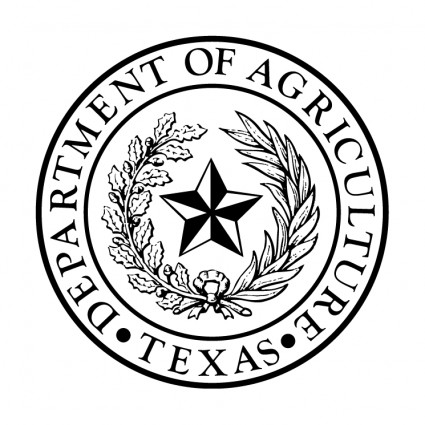 DEPARTMENT OF AGRICULTURE
• TEXAS •